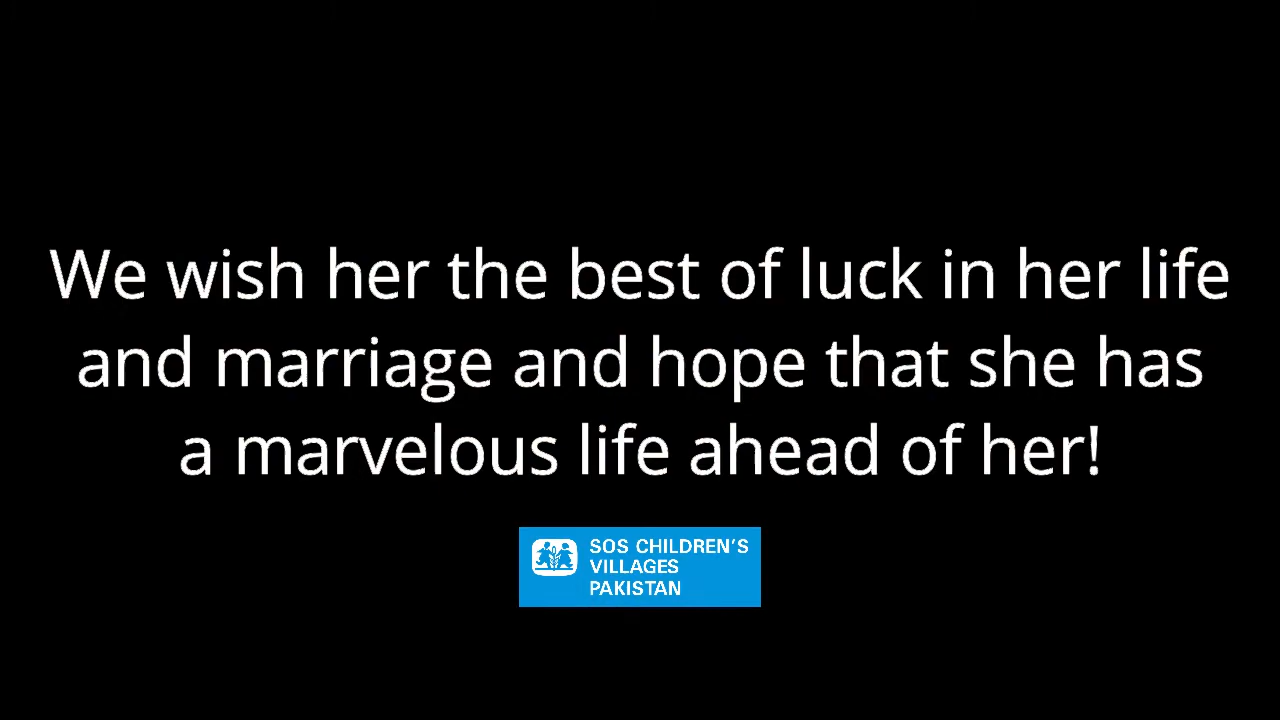 We wish her the best of luck in her life
and marriage and hope that she has
a marvelous life ahead of her!
SOS CHILDREN'S
VILLAGES
PAKISTAN